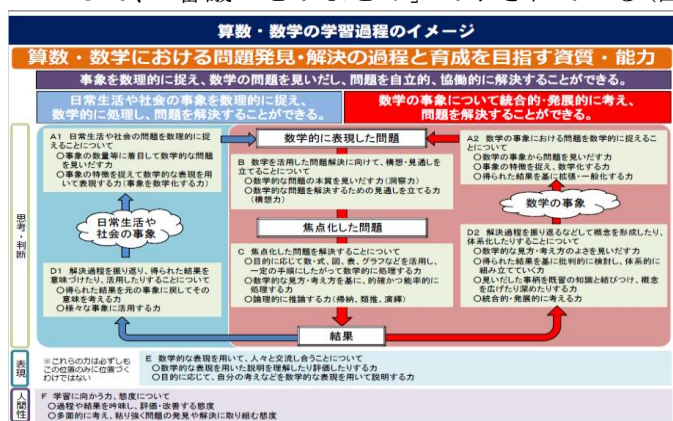 算数・数学の学習過程のイメージ
算数・数学における問題発見・解決の過程と育成を目指す資質・能力
事象を数理的に捉え、数学の問題を見いだし、問題を自立的、協働的に解決することができる。
日常生活や社会の事象を数理的に捉え、
数学的に処理し、問題を解決することができる。
数学の事象について統合的・発展的に考え、
問題を解決することができる。
思考・判断
A1 日常生活や社会の問題を数理的に捉
えることについて
○事象の数量等に着目して数学的な問題
を見いだす力
○事象の特徴を捉えて数学的な表現を用
いて表現する力(事象を数学化する力)
日常生活や
社会の事象
D1 解決過程を振り返り、得られた結果を
意味づけたり、活用したりすることについて
○得られた結果を元の事象に戻してその
意味を考える力
○様々な事象に活用する力
数学的に表現した問題
B 数学を活用した問題解決に向けて、構想・見通しを
立てることについて
○数学的な問題の本質を見いだす力(洞察力)
○数学的な問題を解決するための見通しを立てる力
(構想力)
焦点化した問題
C 焦点化した問題を解決することについて
○目的に応じて数・式、図、表、グラフなどを活用し、
一定の手順にしたがって数学的に処理する力
○数学的な見方・考え方を基に、的確かつ能率的に
処理する力
○論理的に推論する力(帰納、類推、演繹)
結果
A2 数学の事象における問題を数学的に捉えるこ
とについて
○数学の事象から問題を見いだす力
○事象の特徴を捉え、数学化する力
○得られた結果を基に拡張・一般化する力
数学の事象
D2 解決過程を振り返るなどして概念を形成したり、
体系化したりすることについて
○数学的な見方・考え方のよさを見いだす力
○得られた結果を基に批判的に検討し、体系的に
組み立てていく力
○見いだした事柄を既習の知識と結びつけ、概念
を広げたり深めたりする力
○統合的・発展的に考える力
表現
※これらの力は必ずしも
この位置のみに位置づく
わけではない
E 数学的な表現を用いて、人々と交流し合うことについて
○数学的な表現を用いた説明を理解したり評価したりする力
○目的に応じて、自分の考えなどを数学的な表現を用いて説明する力
人間性
F 学習に向かう力、態度について
○過程や結果を吟味し、評価・改善する態度
○多面的に考え、粘り強く問題の発見や解決に取り組む態度